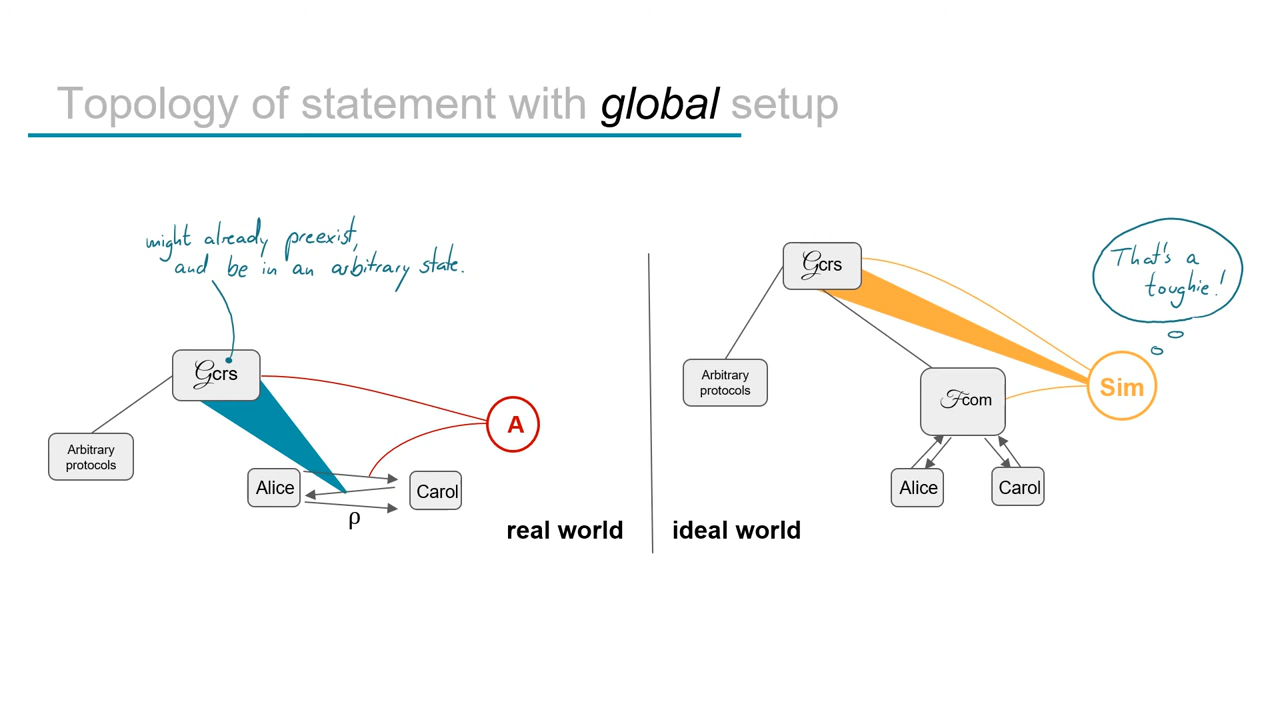 Topology of statement with global setup
might already preexist,
and be in an arbitrary state.
Gcrs
Arbitrary
protocols
A
Alice
Carol
ρ
real world
Gcrs
Arbitrary
protocols
Fcom
Alice
Carol
Sim
That's a
toughie!
ideal world